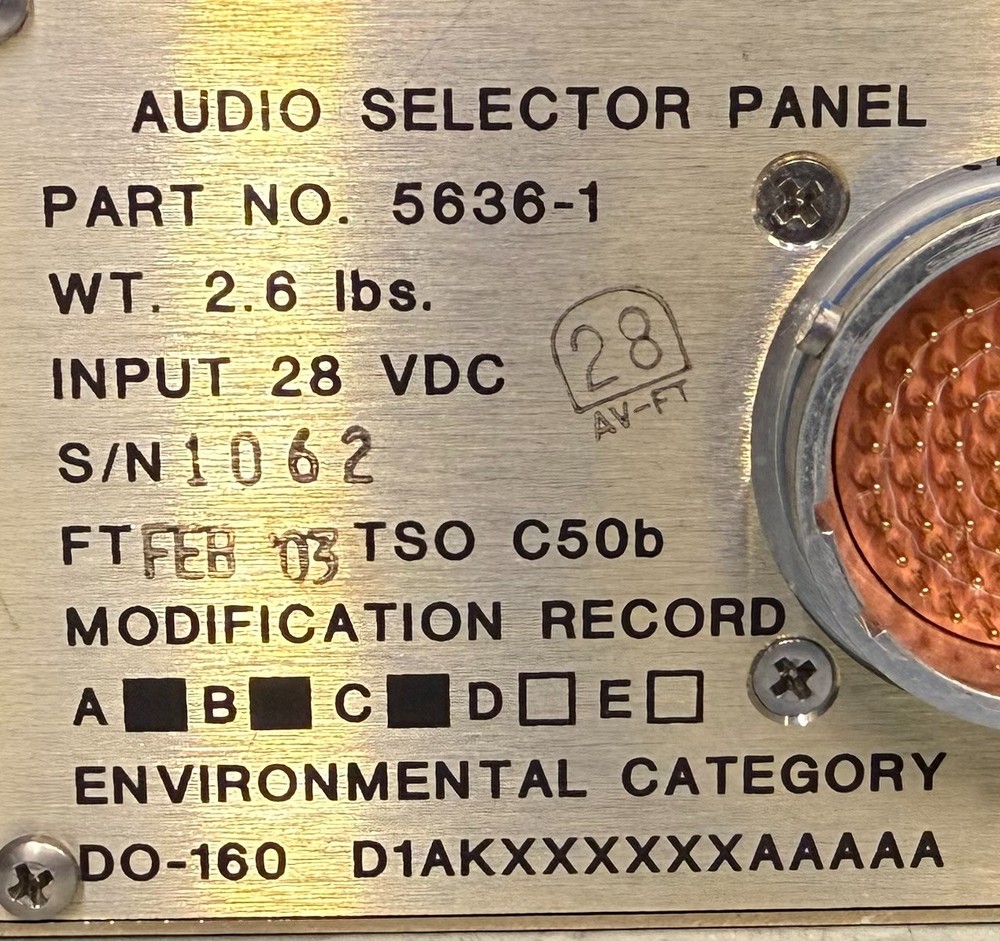 AUDIO SELECTOR PANEL
PART NO. 5636-1
WT. 2.6 lbs.
INPUT 28 VDC
28
AV-FT
S/N 1062
FT FEB '03 TSO C50b
MODIFICATION RECORD
A B C D E
ENVIRONMENTAL CATEGORY
DO-160 D1AKXXXXXXAAAAA